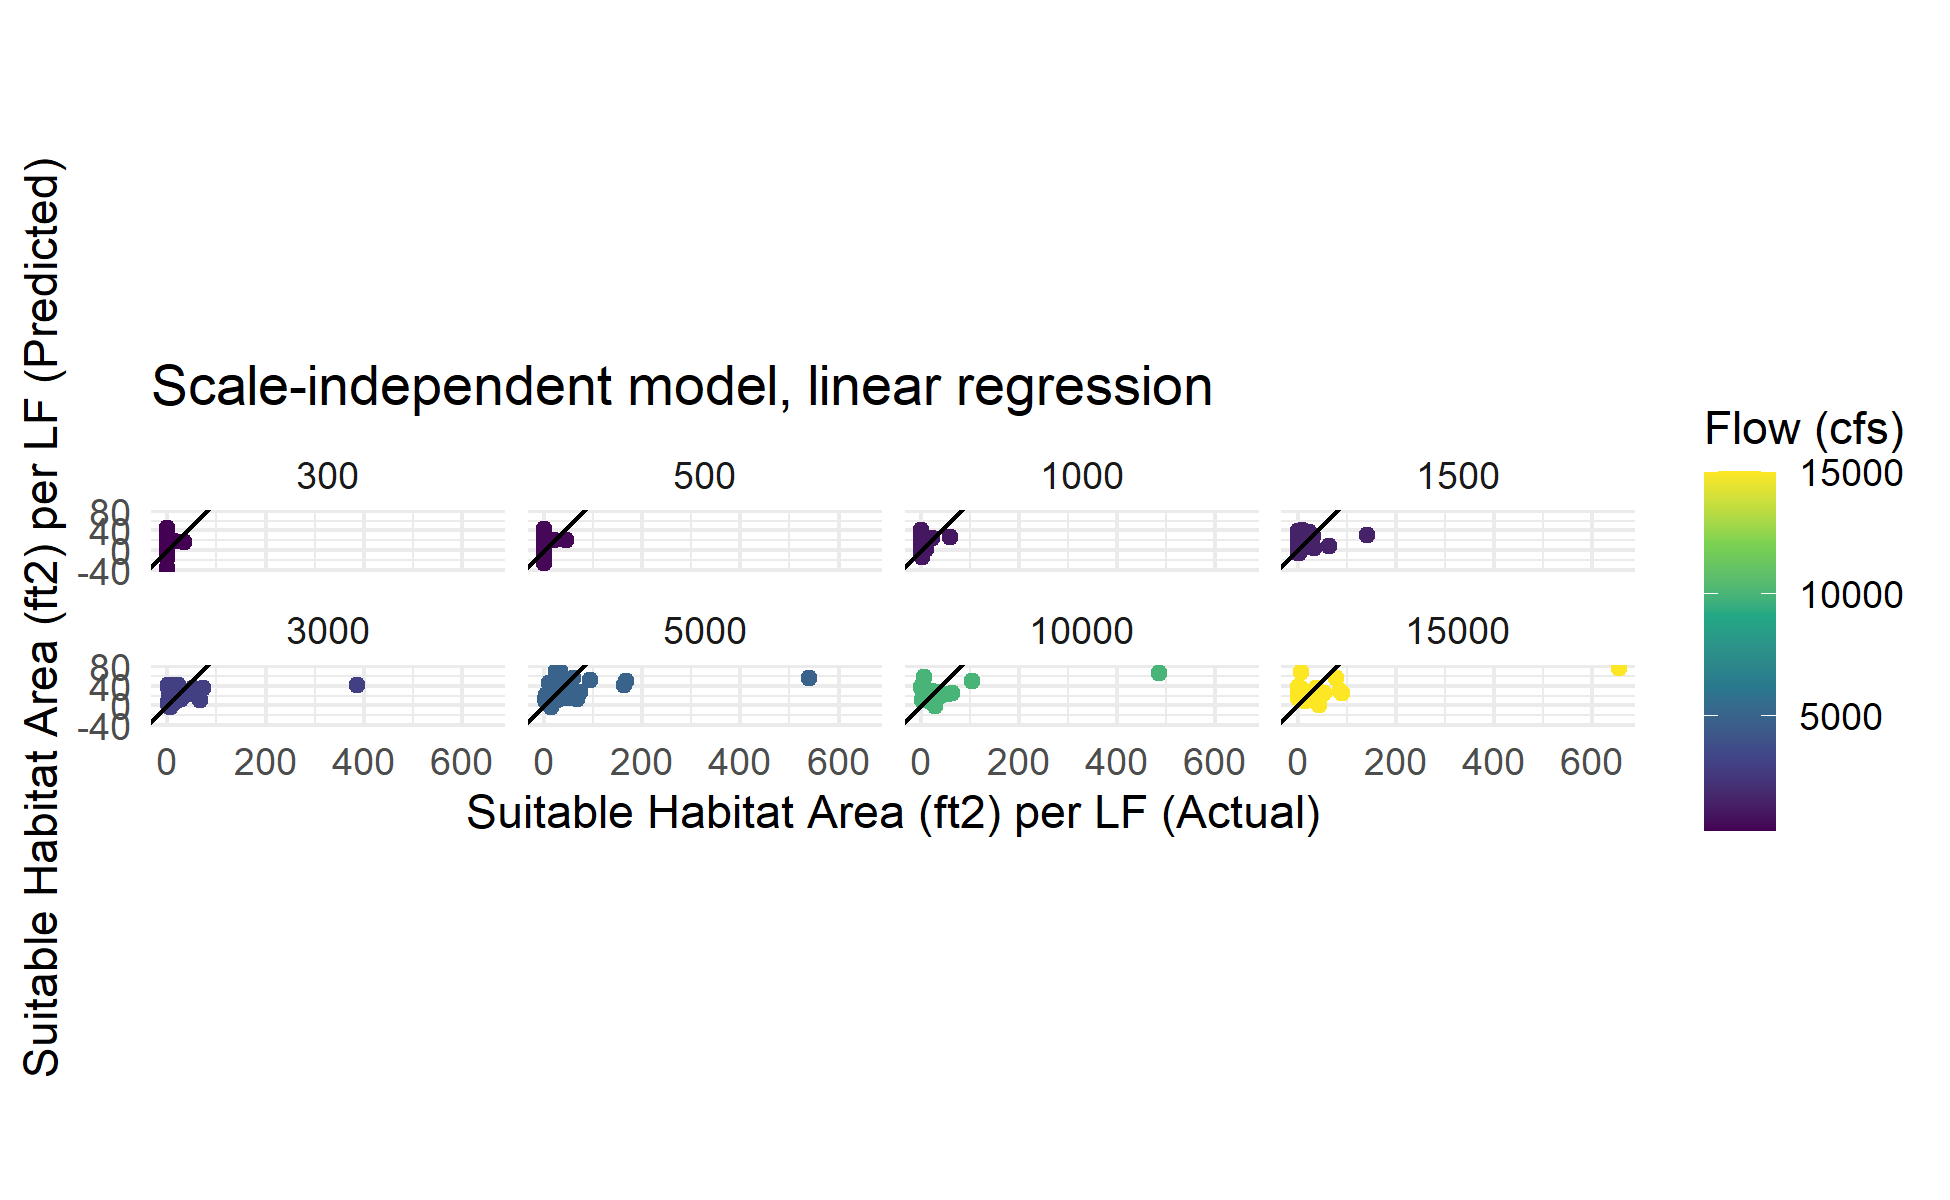 Scale-independent model, linear regression
Suitable Habitat Area (ft2) per LF (Predicted)
300 500 1000 1500
80
40
0
-40
3000 5000 10000 15000
80
40
0
-40
0 200 400 600 0 200 400 600 0 200 400 600 0 200 400 600
Suitable Habitat Area (ft2) per LF (Actual)
Flow (cfs)
15000
10000
5000